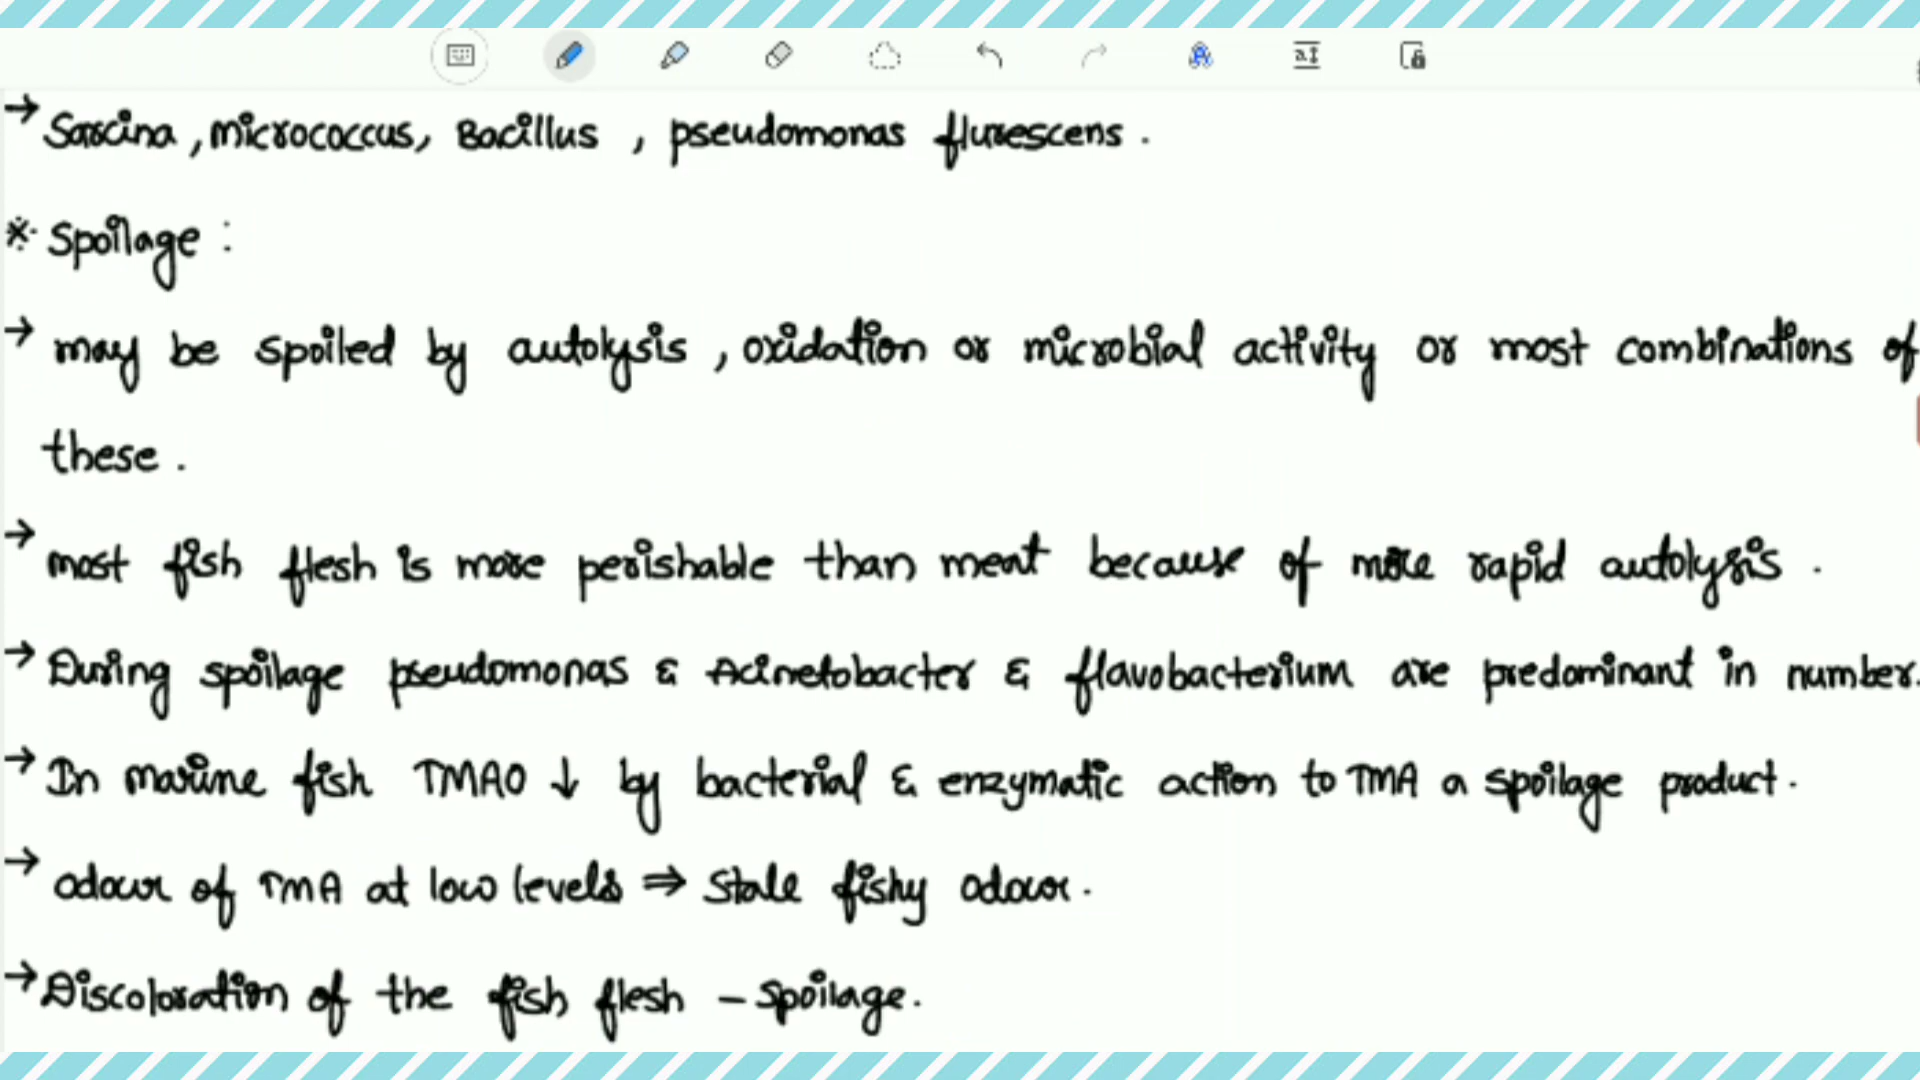 → Sarcina, micrococcus, Bacillus, pseudomonas flurescens.
※ Spoilage :
→ may be spoiled by autolysis, oxidation or microbial activity or most combinations of
these.
→ most fish flesh is more perishable than meat because of more rapid autolysis.
→ During spoilage pseudomonas & Acinetobacter & flavobacterium are predominant in number.
→ In marine fish TMAO ↓ by bacterial & enzymatic action to TMA a spoilage product.
→ odour of TMA at low levels ⇒ Stale fishy odour.
→ Discoloration of the fish flesh - Spoilage.